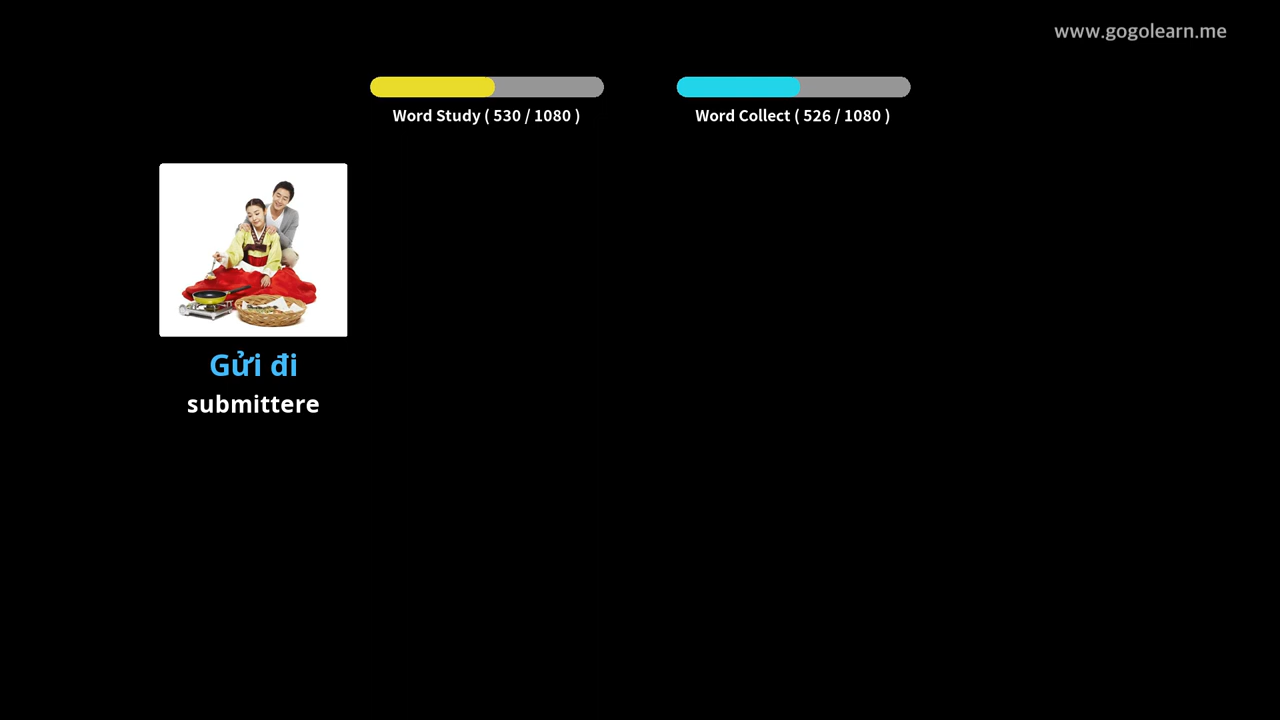 www.gogolearn.me
Word Study ( 530 / 1080 )
Word Collect ( 526 / 1080 )
Gửi đi
submittere